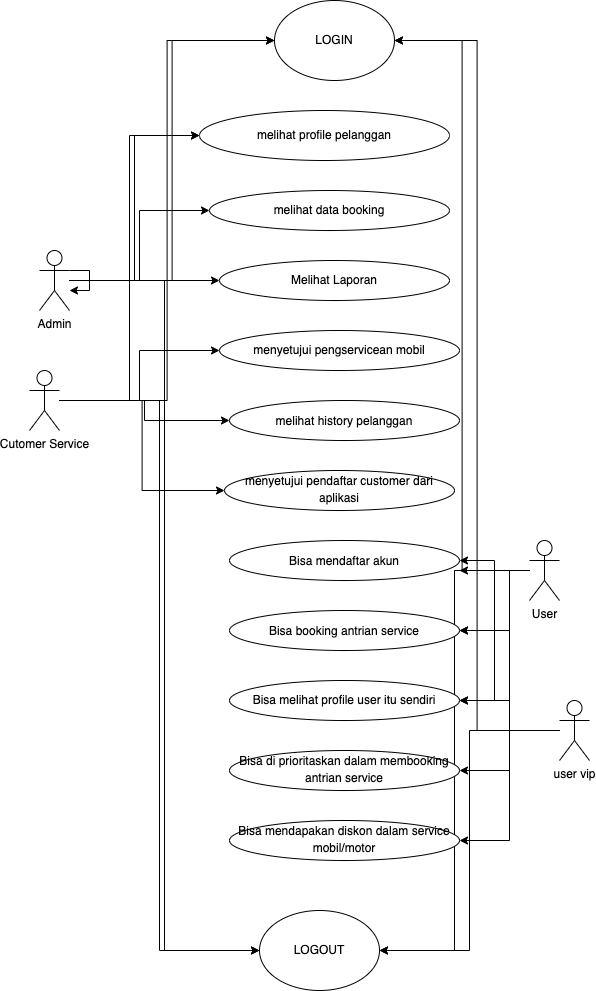 LOGIN
melihat profile pelanggan
melihat data booking
Melihat Laporan
Admin
menyetujui pengservicean mobil
melihat history pelanggan
Cutomer Service
menyetujui pendaftar customer dari
aplikasi
Bisa mendaftar akun
User
Bisa booking antrian service
Bisa melihat profile user itu sendiri
Bisa di prioritaskan dalam membooking
antrian service
user vip
Bisa mendapakan diskon dalam service
mobil/motor
LOGOUT